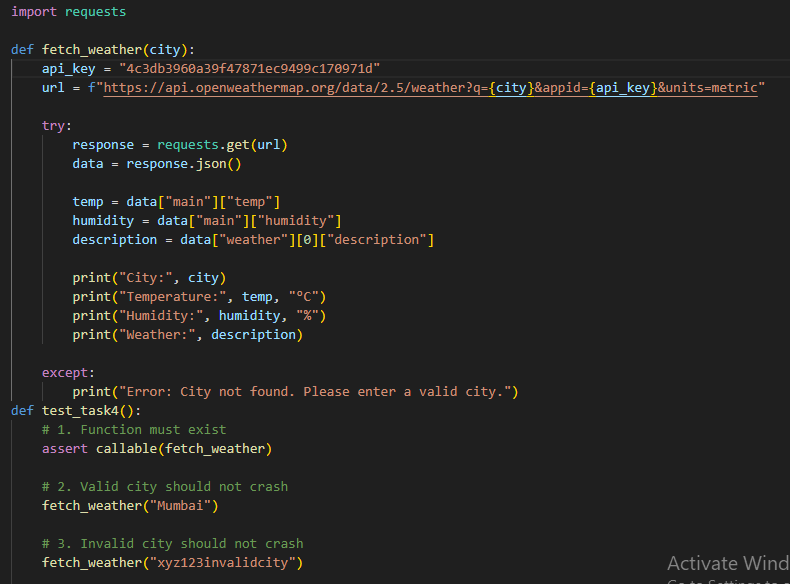 import requests
def fetch_weather(city):
api_key = "4c3db3960a39f47871ec9499c170971d"
url = f"https://api.openweathermap.org/data/2.5/weather?q={city}&appid={api_key}&units=metric"
try:
response = requests.get(url)
data = response.json()
temp = data["main"]["temp"]
humidity = data["main"]["humidity"]
description = data["weather"][0]["description"]
print("City:", city)
print("Temperature:", temp, "°C")
print("Humidity:", humidity, "%")
print("Weather:", description)
except:
print("Error: City not found. Please enter a valid city.")
def test_task4():
# 1. Function must exist
assert callable(fetch_weather)
# 2. Valid city should not crash
fetch_weather("Mumbai")
# 3. Invalid city should not crash
fetch_weather("xyz123invalidcity")
Activate Wind